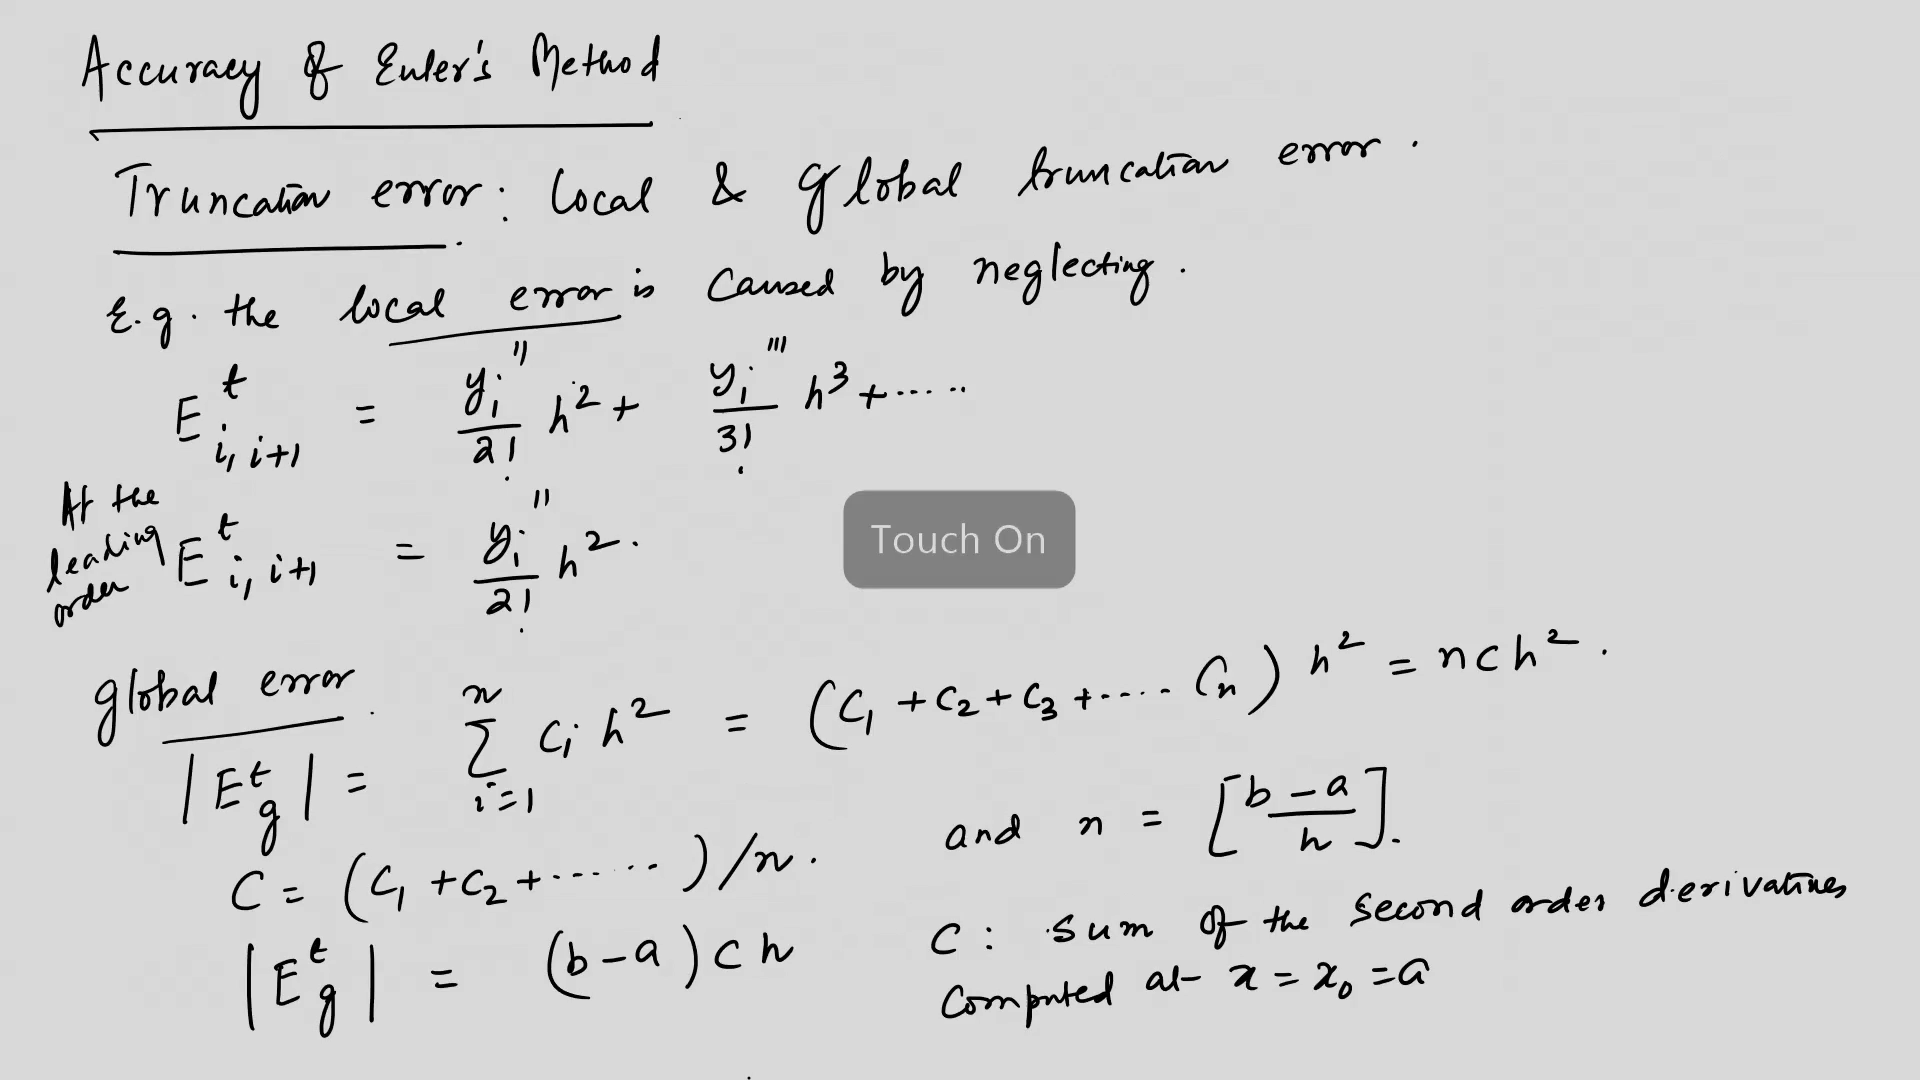 Accuracy of Euler's Method
Truncation error: Local & global truncation error.
E.g. the local error is caused by neglecting.
E^t_{i, i+1} = y_i''/2! h^2 + y_i'''/3! h^3 + ......
At the leading order E^t_{i, i+1} = y_i''/2! h^2.
Touch On
global error
|E^t_g| = \sum_{i=1}^{n} c_i h^2 = (C_1 + C_2 + C_3 + ..... C_n) h^2 = n c h^2.
C = (C_1 + C_2 + ......)/n. and n = [b-a/h].
|E^t_g| = (b-a) c h
C: sum of the second order derivatives
Computed at x = x_0 = a